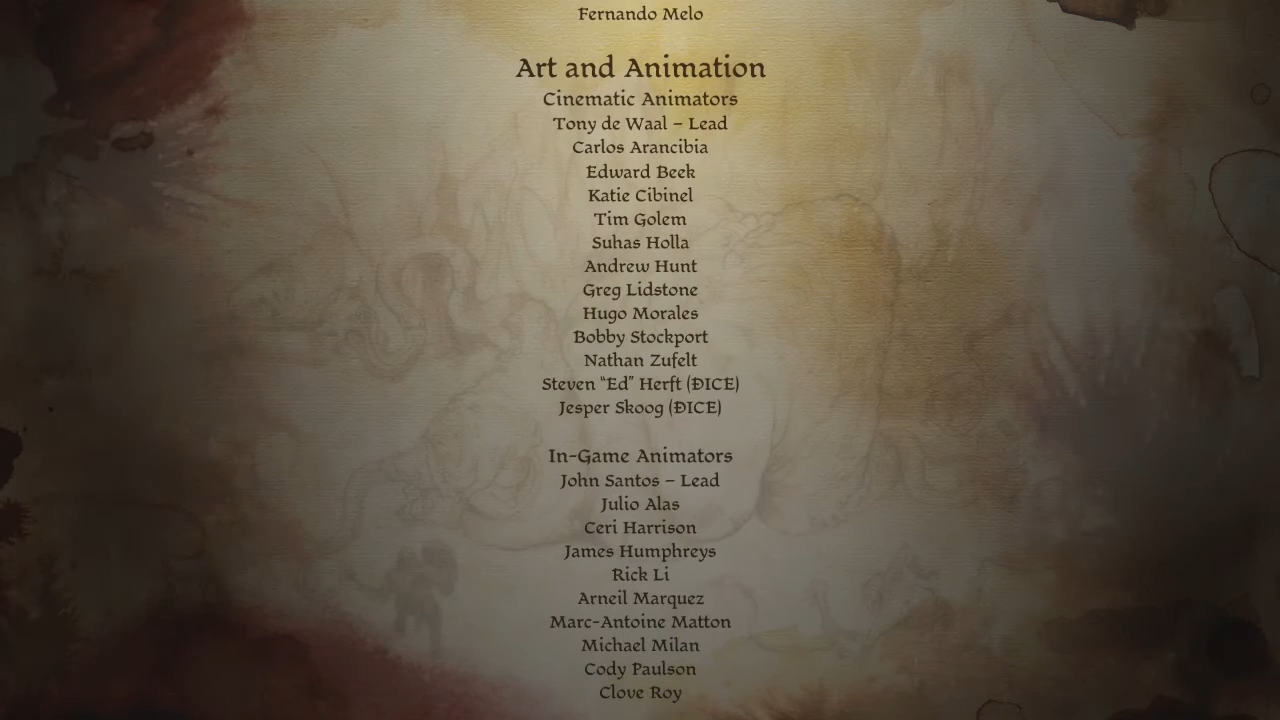 Fernando Melo
Art and Animation
Cinematic Animators
Tony de Waal – Lead
Carlos Arancibia
Edward Beek
Katie Cibinel
Tim Golem
Suhas Holla
Andrew Hunt
Greg Lidstone
Hugo Morales
Bobby Stockport
Nathan Zufelt
Steven “Ed” Herft (ĐICE)
Jesper Skoog (ĐICE)
In-Game Animators
John Santos – Lead
Julio Alas
Ceri Harrison
James Humphreys
Rick Li
Arneil Marquez
Marc-Antoine Matton
Michael Milan
Cody Paulson
Clove Roy